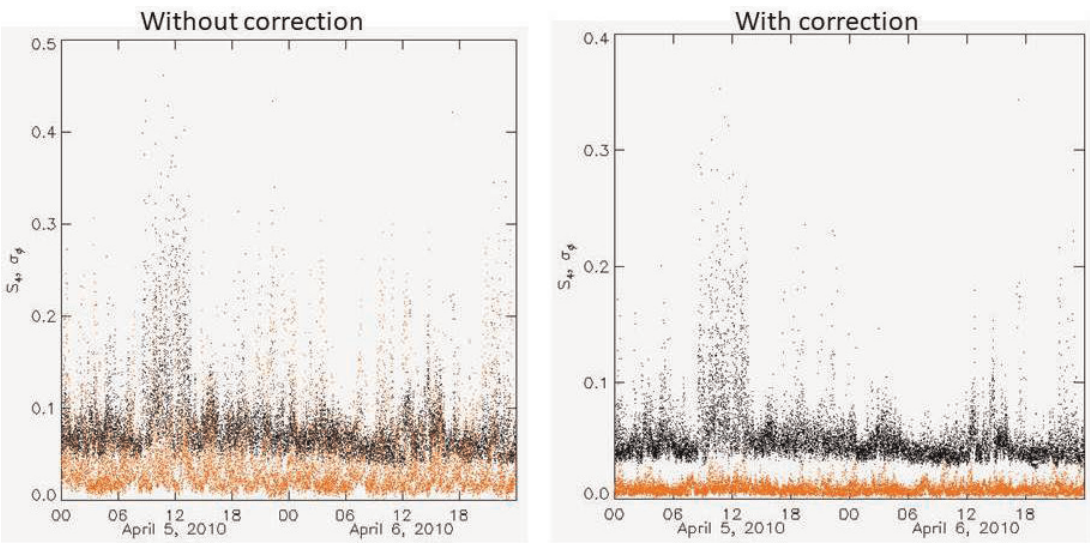 Without correction
0.5
0.4
0.3
0.2
0.1
0.0
S₄, σϕ
00 06 12 18 00 06 12 18
April 5, 2010 April 6, 2010
With correction
0.4
0.3
0.2
0.1
0.0
S₄, σϕ
00 06 12 18 00 06 12 18
April 5, 2010 April 6, 2010